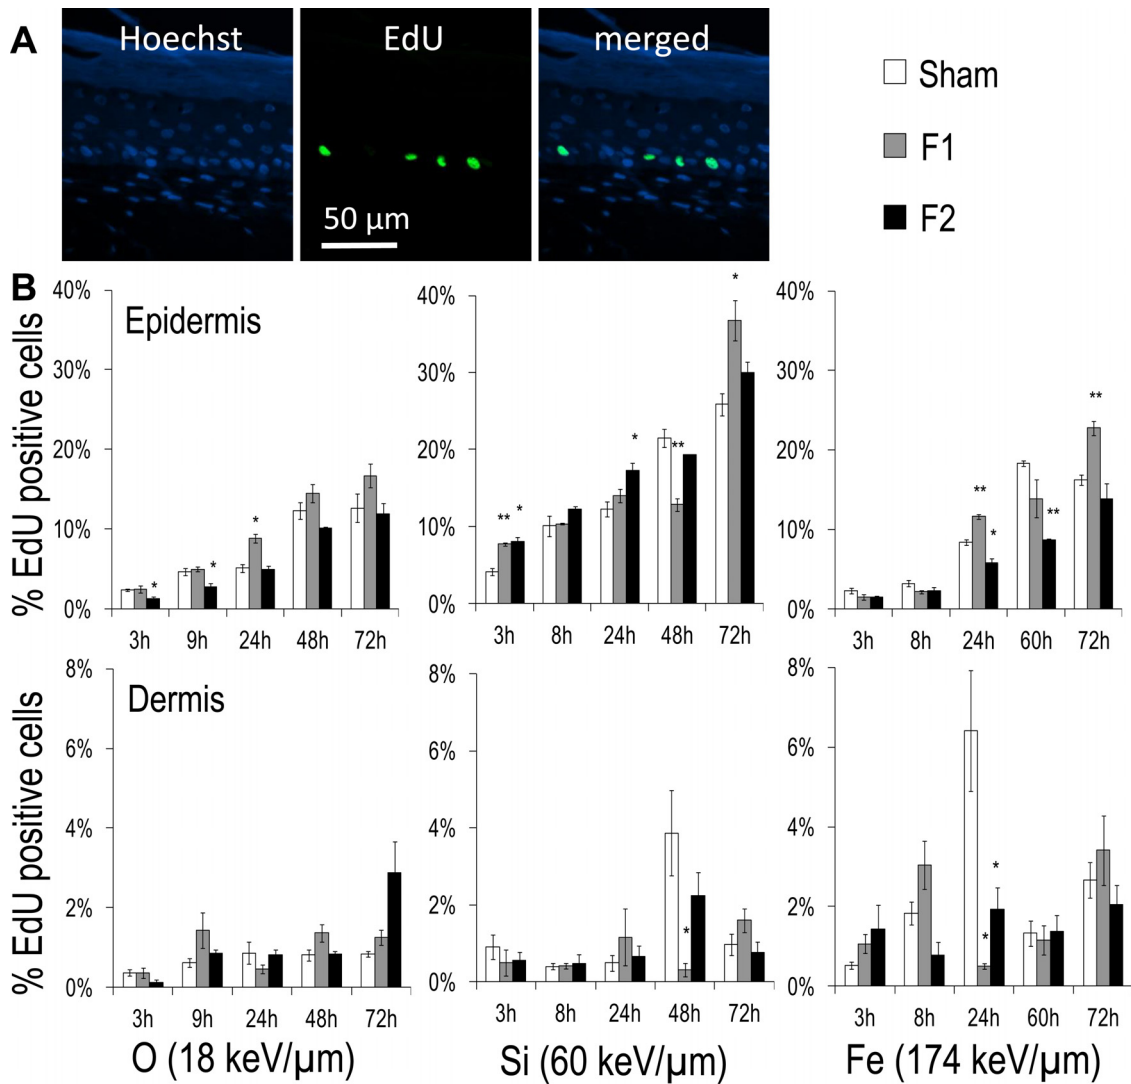 A
Hoechst
EdU
merged
50 µm
Sham
F1
F2
B
% EdU positive cells
Epidermis
40%
30%
20%
10%
0%
*
*
*
3h 9h 24h 48h 72h
40%
30%
20%
10%
0%
** *
*
**
*
3h 8h 24h 48h 72h
40%
30%
20%
10%
0%
**
*
**
**
3h 8h 24h 60h 72h
% EdU positive cells
Dermis
8%
6%
4%
2%
0%
3h 9h 24h 48h 72h
O (18 keV/µm)
8%
6%
4%
2%
0%
*
3h 8h 24h 48h 72h
Si (60 keV/µm)
8%
6%
4%
2%
0%
*
*
3h 8h 24h 60h 72h
Fe (174 keV/µm)